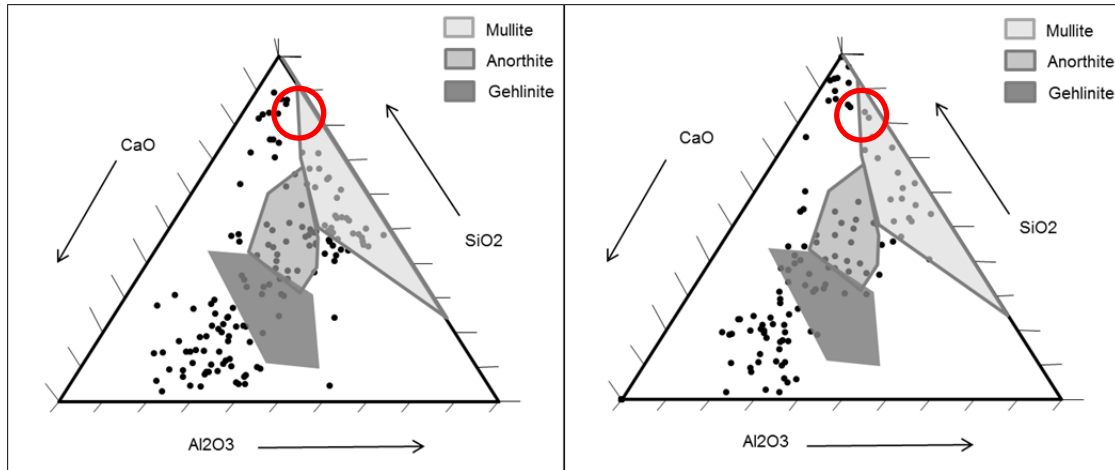 Mullite
Anorthite
Gehlinite
CaO
SiO2
Al2O3
Mullite
Anorthite
Gehlinite
CaO
SiO2
Al2O3